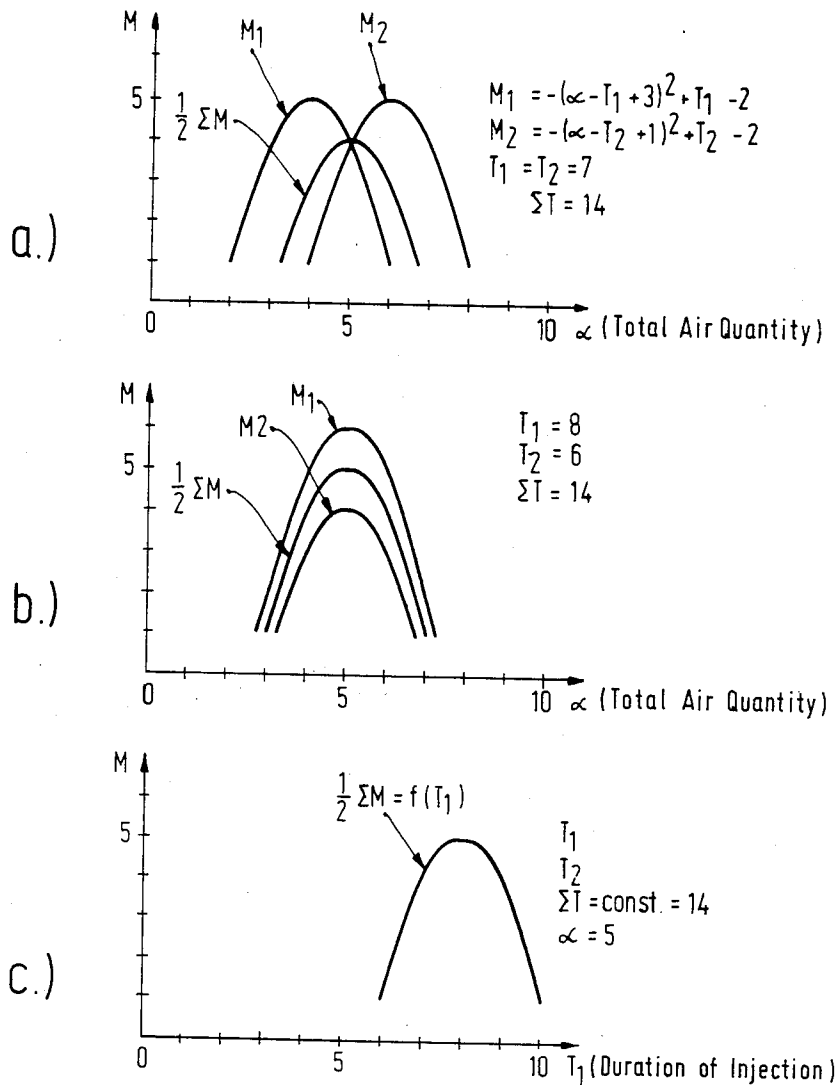 a.)
M
M1
M2
1/2 ΣM
5
M1 = -(α-T1+3)²+T1 -2
M2 = -(α-T2 +1)²+T2 -2
T1 = T2 = 7
ΣT = 14
0 5 10 α (Total Air Quantity)
b.)
M
M1
M2
5
1/2 ΣM
T1 = 8
T2 = 6
ΣT = 14
0 5 10 α (Total Air Quantity)
c.)
M
1/2 ΣM = f(T1)
5
T1
T2
ΣT = const. = 14
α = 5
0 5 10 T1 (Duration of Injection)